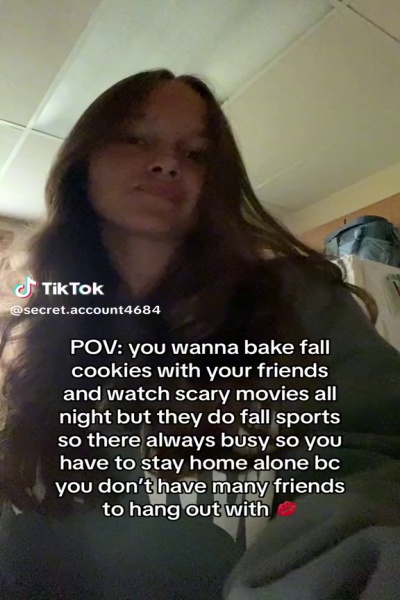 TikTok
@secret.account4684
POV: you wanna bake fall
cookies with your friends
and watch scary movies all
night but they do fall sports
so there always busy so you
have to stay home alone bc
you don't have many friends
to hang out with 💋